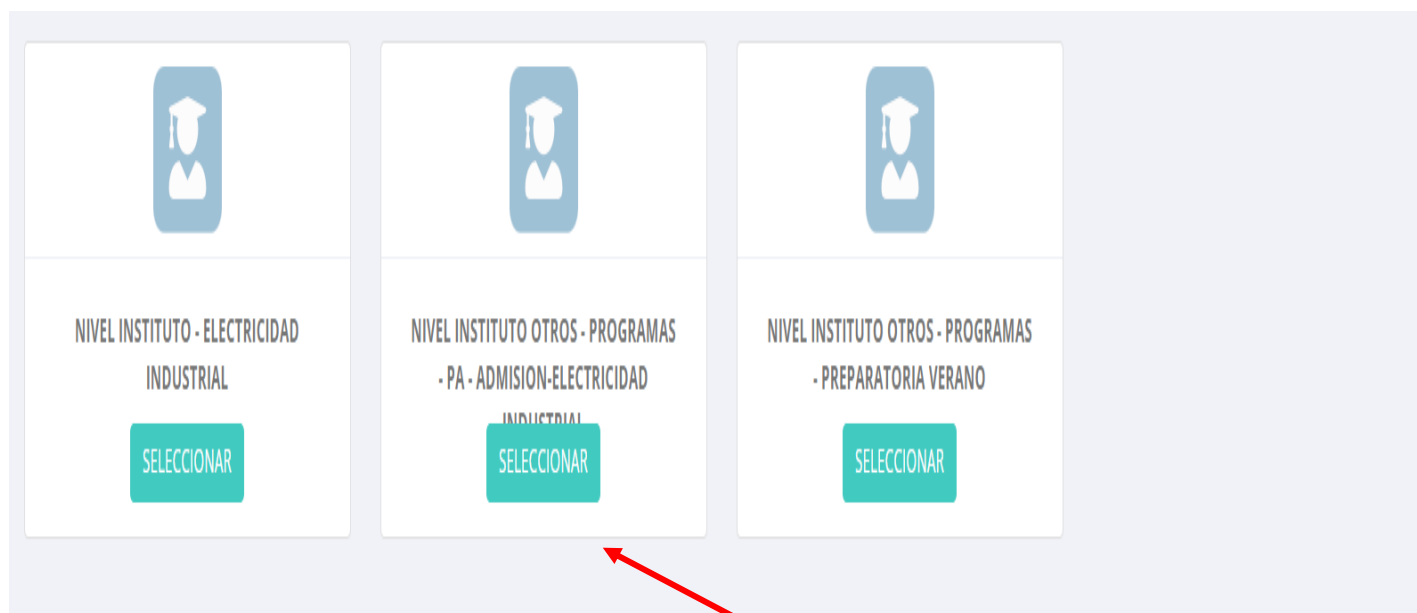 NIVEL INSTITUTO - ELECTRICIDAD
INDUSTRIAL
SELECCIONAR
NIVEL INSTITUTO OTROS - PROGRAMAS
- PA - ADMISION-ELECTRICIDAD
INDUSTRIAL
SELECCIONAR
NIVEL INSTITUTO OTROS - PROGRAMAS
- PREPARATORIA VERANO
SELECCIONAR